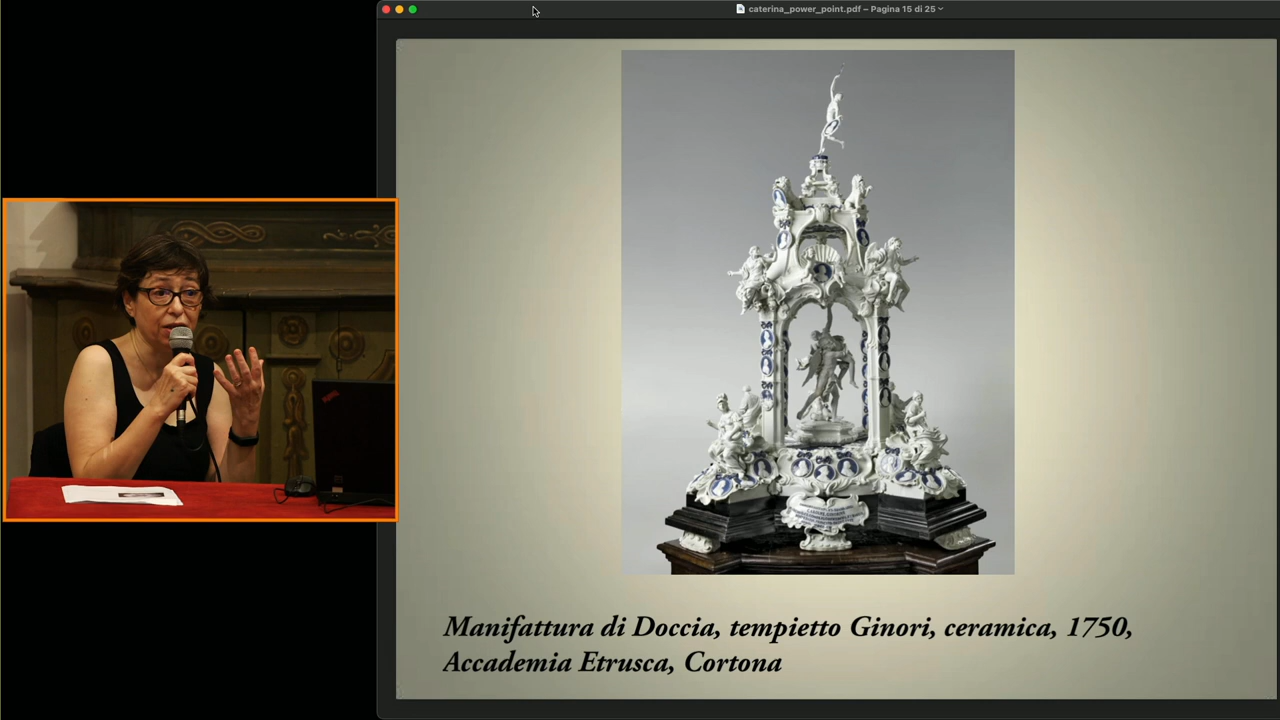 caterina_power_point.pdf – Pagina 15 di 25
Manifattura di Doccia, tempietto Ginori, ceramica, 1750,
Accademia Etrusca, Cortona